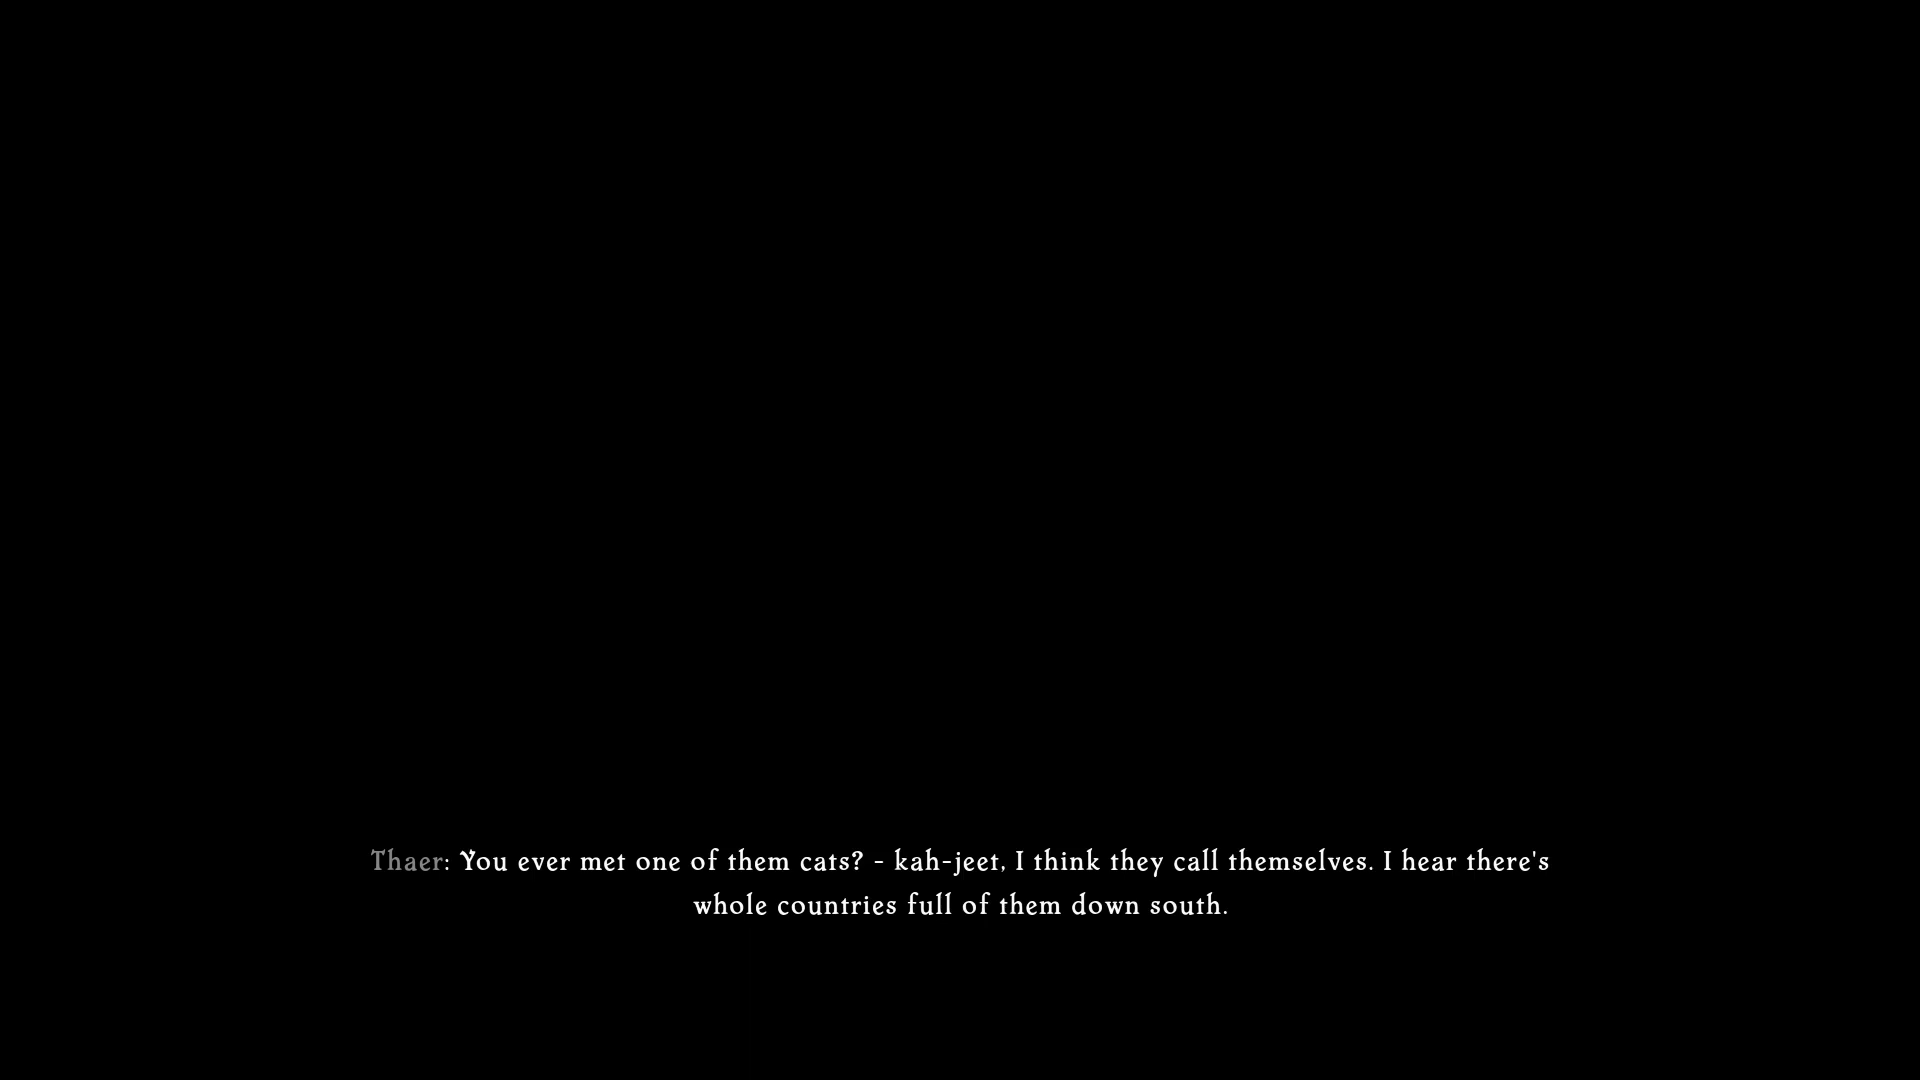 Thaer: You ever met one of them cats? - kah-jeet, I think they call themselves. I hear there's
whole countries full of them down south.